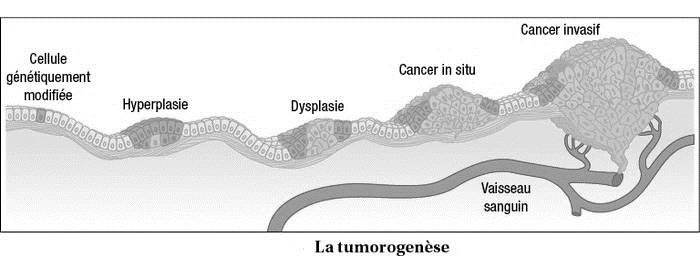 Cellule
génétiquement
modifiée
Hyperplasie
Dysplasie
Cancer in situ
Cancer invasif
Vaisseau
sanguin
La tumorogenèse